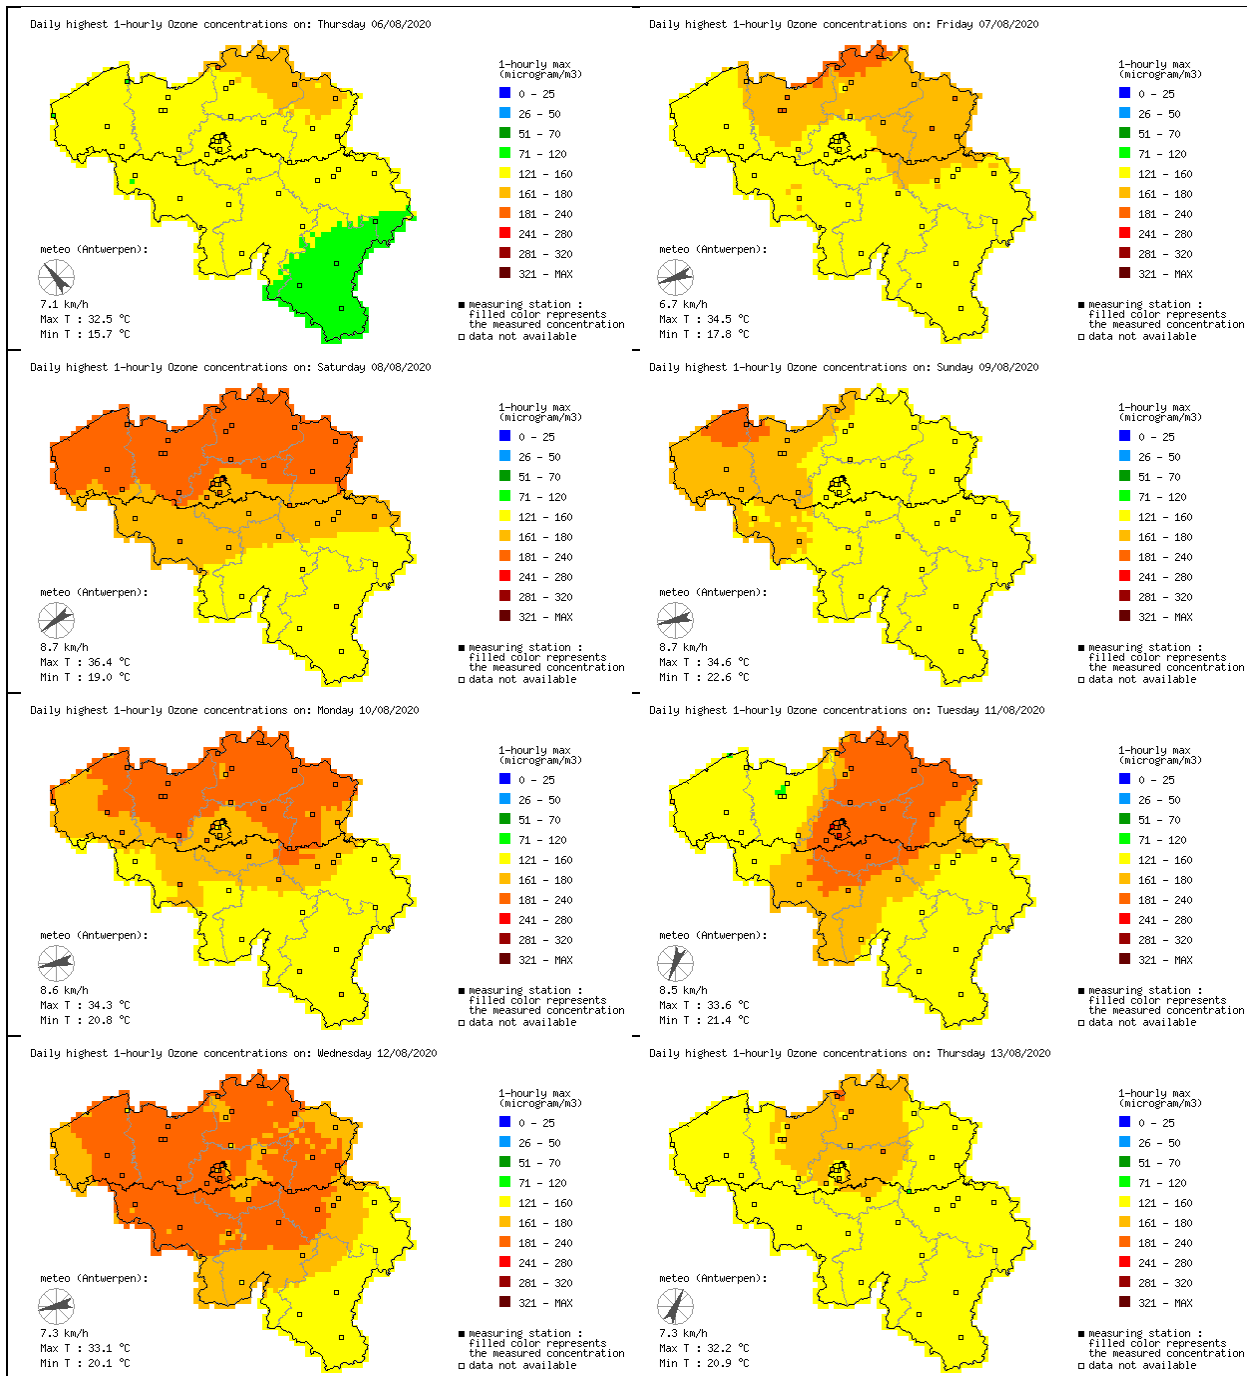 Daily highest 1-hourly Ozone concentrations on: Thursday 06/08/2020
1-hourly max
(microgram/m3)
0 - 25
26 - 50
51 - 70
71 - 120
121 - 160
161 - 180
181 - 240
241 - 280
281 - 320
321 - MAX
meteo (Antwerpen):
7.1 km/h
Max T : 32.5 °C
Min T : 15.7 °C
measuring station :
filled color represents
the measured concentration
data not available
Daily highest 1-hourly Ozone concentrations on: Friday 07/08/2020
1-hourly max
(microgram/m3)
0 - 25
26 - 50
51 - 70
71 - 120
121 - 160
161 - 180
181 - 240
241 - 280
281 - 320
321 - MAX
meteo (Antwerpen):
6.7 km/h
Max T : 34.5 °C
Min T : 17.8 °C
measuring station :
filled color represents
the measured concentration
data not available
Daily highest 1-hourly Ozone concentrations on: Saturday 08/08/2020
1-hourly max
(microgram/m3)
0 - 25
26 - 50
51 - 70
71 - 120
121 - 160
161 - 180
181 - 240
241 - 280
281 - 320
321 - MAX
meteo (Antwerpen):
8.7 km/h
Max T : 36.4 °C
Min T : 19.0 °C
measuring station :
filled color represents
the measured concentration
data not available
Daily highest 1-hourly Ozone concentrations on: Sunday 09/08/2020
1-hourly max
(microgram/m3)
0 - 25
26 - 50
51 - 70
71 - 120
121 - 160
161 - 180
181 - 240
241 - 280
281 - 320
321 - MAX
meteo (Antwerpen):
8.7 km/h
Max T : 34.6 °C
Min T : 22.6 °C
measuring station :
filled color represents
the measured concentration
data not available
Daily highest 1-hourly Ozone concentrations on: Monday 10/08/2020
1-hourly max
(microgram/m3)
0 - 25
26 - 50
51 - 70
71 - 120
121 - 160
161 - 180
181 - 240
241 - 280
281 - 320
321 - MAX
meteo (Antwerpen):
8.6 km/h
Max T : 34.3 °C
Min T : 20.8 °C
measuring station :
filled color represents
the measured concentration
data not available
Daily highest 1-hourly Ozone concentrations on: Tuesday 11/08/2020
1-hourly max
(microgram/m3)
0 - 25
26 - 50
51 - 70
71 - 120
121 - 160
161 - 180
181 - 240
241 - 280
281 - 320
321 - MAX
meteo (Antwerpen):
8.5 km/h
Max T : 33.6 °C
Min T : 21.4 °C
measuring station :
filled color represents
the measured concentration
data not available
Daily highest 1-hourly Ozone concentrations on: Wednesday 12/08/2020
1-hourly max
(microgram/m3)
0 - 25
26 - 50
51 - 70
71 - 120
121 - 160
161 - 180
181 - 240
241 - 280
281 - 320
321 - MAX
meteo (Antwerpen):
7.3 km/h
Max T : 33.1 °C
Min T : 20.1 °C
measuring station :
filled color represents
the measured concentration
data not available
Daily highest 1-hourly Ozone concentrations on: Thursday 13/08/2020
1-hourly max
(microgram/m3)
0 - 25
26 - 50
51 - 70
71 - 120
121 - 160
161 - 180
181 - 240
241 - 280
281 - 320
321 - MAX
meteo (Antwerpen):
7.3 km/h
Max T : 32.2 °C
Min T : 20.9 °C
measuring station :
filled color represents
the measured concentration
data not available